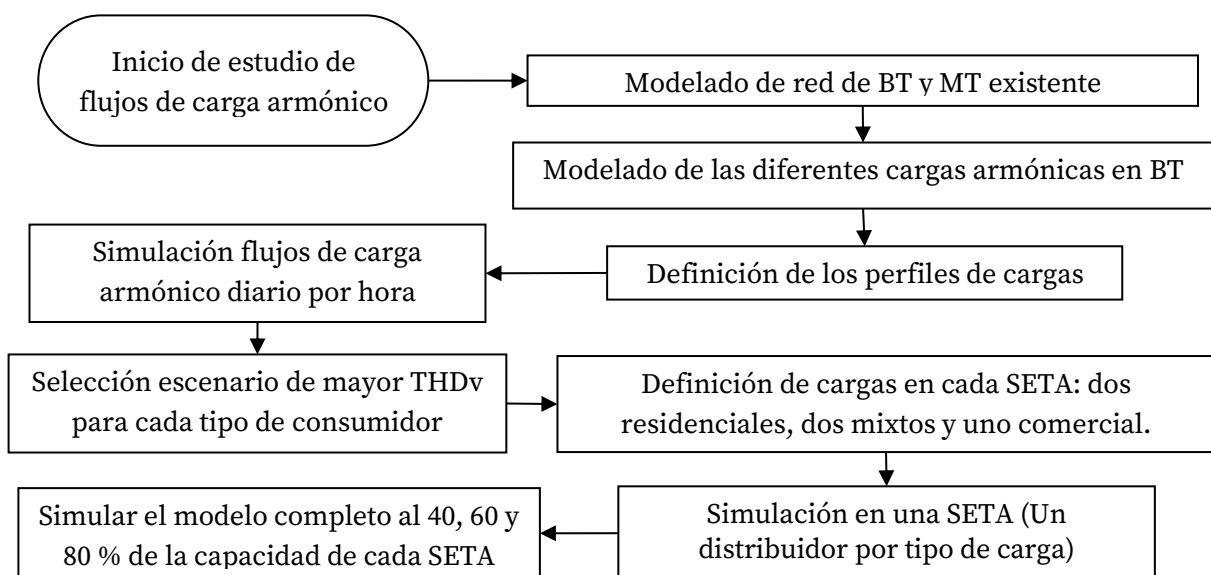 Inicio de estudio de
flujos de carga armónico
Modelado de red de BT y MT existente
Modelado de las diferentes cargas armónicas en BT
Definición de los perfiles de cargas
Simulación flujos de carga
armónico diario por hora
Selección escenario de mayor THDv
para cada tipo de consumidor
Definición de cargas en cada SETA: dos
residenciales, dos mixtos y uno comercial.
Simulación en una SETA (Un
distribuidor por tipo de carga)
Simular el modelo completo al 40, 60 y
80 % de la capacidad de cada SETA